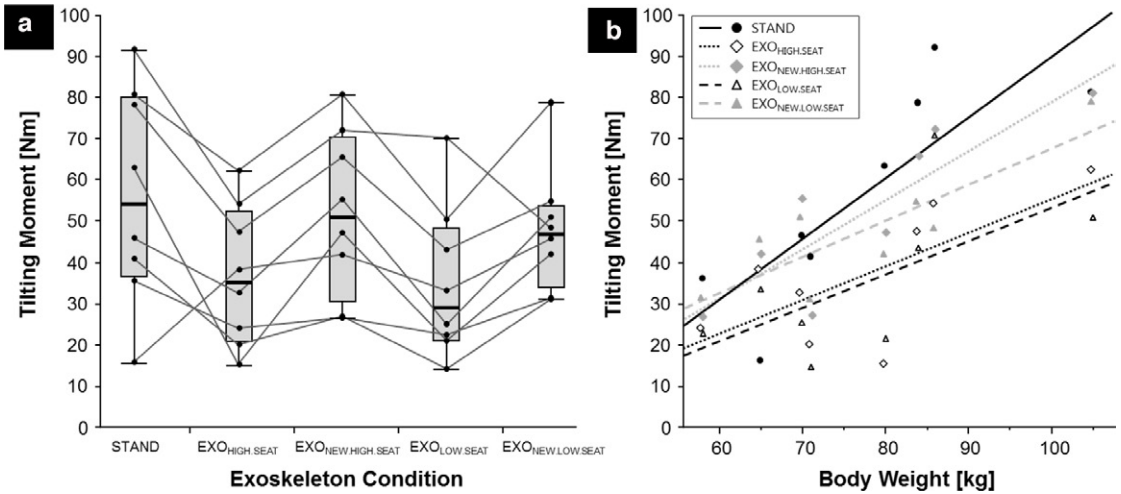 a
Tilting Moment [Nm]
100
90
80
70
60
50
40
30
20
10
0
STAND EXOHIGH.SEAT EXONEW.HIGH.SEAT EXOLOW.SEAT EXONEW.LOW.SEAT
Exoskeleton Condition
b
Tilting Moment [Nm]
100
90
80
70
60
50
40
30
20
10
0
STAND
EXOHIGH.SEAT
EXONEW.HIGH.SEAT
EXOLOW.SEAT
EXONEW.LOW.SEAT
60 70 80 90 100
Body Weight [kg]